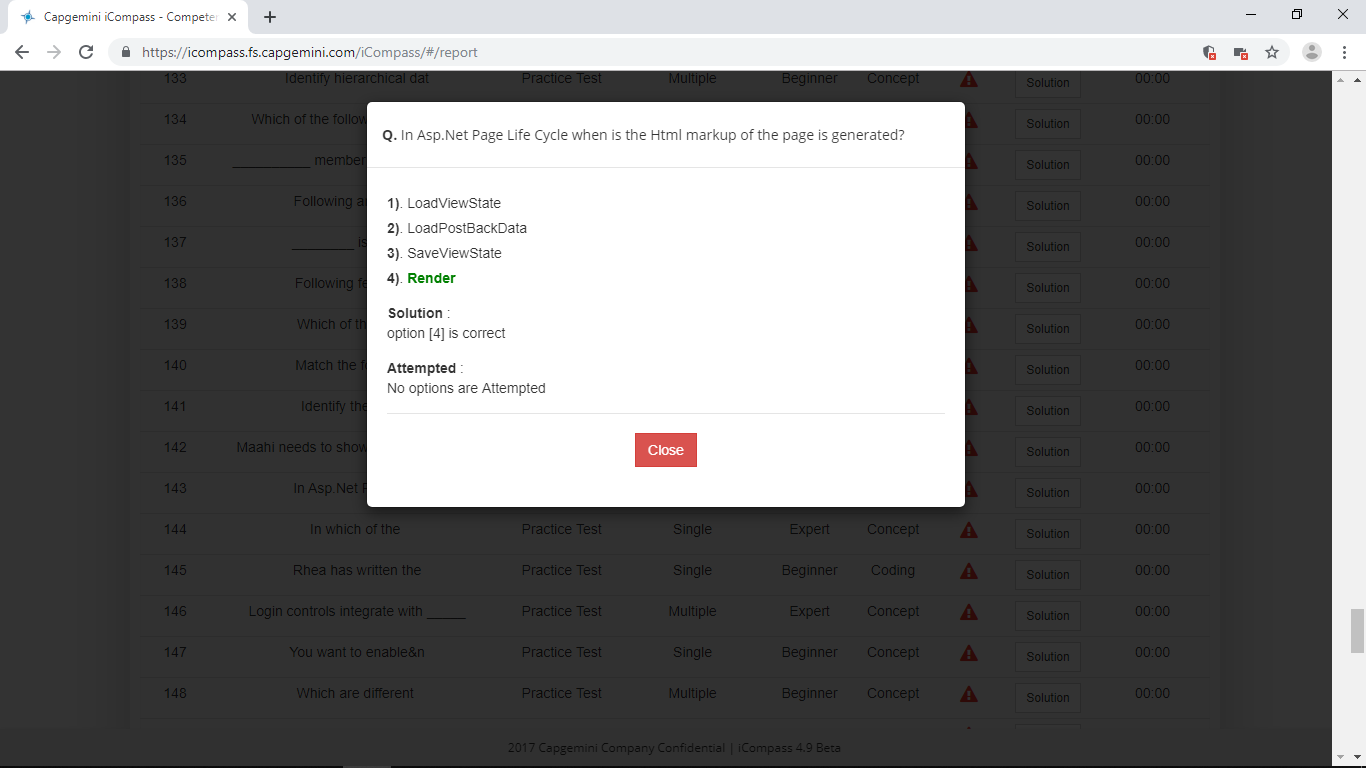 Capgemini iCompass - Competer
https://icompass.fs.capgemini.com/iCompass/#/report
133 Identify hierarchical dat Practice Test Multiple Beginner Concept Solution 00:00
134 Which of the follow Solution 00:00
135 __________ member Solution 00:00
136 Following a Solution 00:00
137 ________ is Solution 00:00
138 Following fe Solution 00:00
139 Which of th Solution 00:00
140 Match the f Solution 00:00
141 Identify the Solution 00:00
142 Maahi needs to show Solution 00:00
143 In Asp.Net P Solution 00:00
Q. In Asp.Net Page Life Cycle when is the Html markup of the page is generated?
1). LoadViewState
2). LoadPostBackData
3). SaveViewState
4). Render
Solution :
option [4] is correct
Attempted :
No options are Attempted
Close
144 In which of the Practice Test Single Expert Concept Solution 00:00
145 Rhea has written the Practice Test Single Beginner Coding Solution 00:00
146 Login controls integrate with _____ Practice Test Multiple Expert Concept Solution 00:00
147 You want to enable&n Practice Test Single Beginner Concept Solution 00:00
148 Which are different Practice Test Multiple Beginner Concept Solution 00:00
2017 Capgemini Company Confidential | iCompass 4.9 Beta